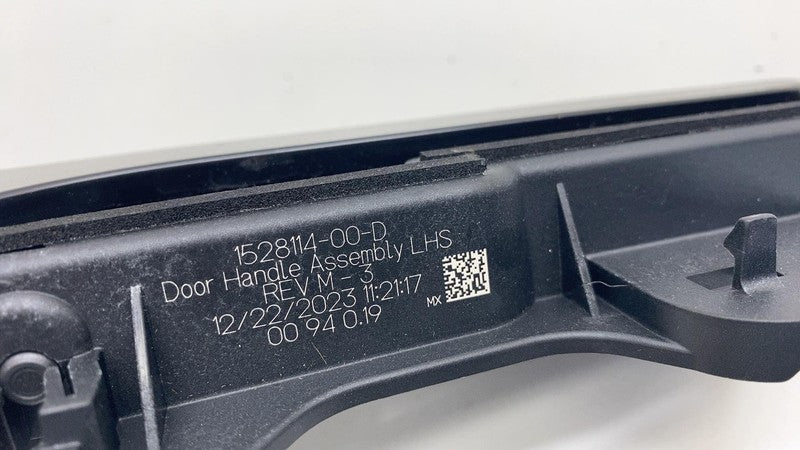 1528114-00-D
Door Handle Assembly LHS
REV M - 3
12/22/2023 11:21:17
00 94 0.19
MX